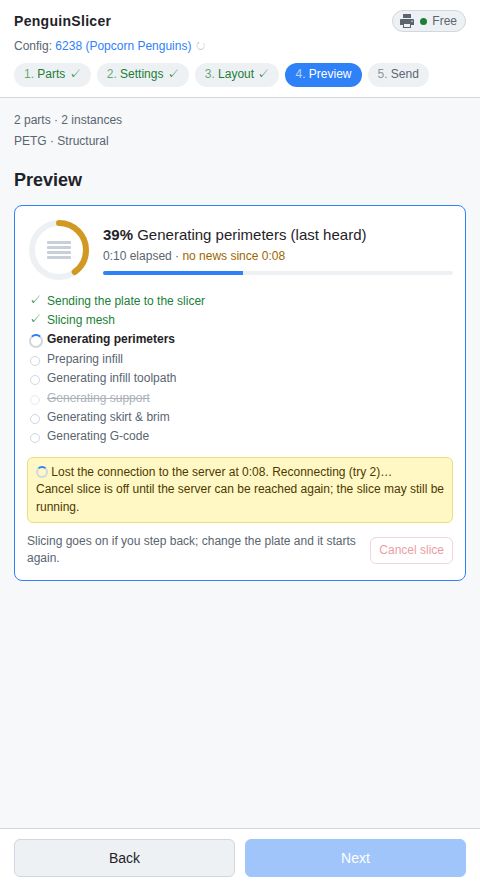 PenguinSlicer
Free
Config: 6238 (Popcorn Penguins)
1. Parts ✓
2. Settings ✓
3. Layout ✓
4. Preview
5. Send
2 parts · 2 instances
PETG · Structural
Preview
39% Generating perimeters (last heard)
0:10 elapsed · no news since 0:08
✓ Sending the plate to the slicer
✓ Slicing mesh
Generating perimeters
Preparing infill
Generating infill toolpath
Generating support
Generating skirt & brim
Generating G-code
Lost the connection to the server at 0:08. Reconnecting (try 2)…
Cancel slice is off until the server can be reached again; the slice may still be
running.
Slicing goes on if you step back; change the plate and it starts
again.
Cancel slice
Back
Next